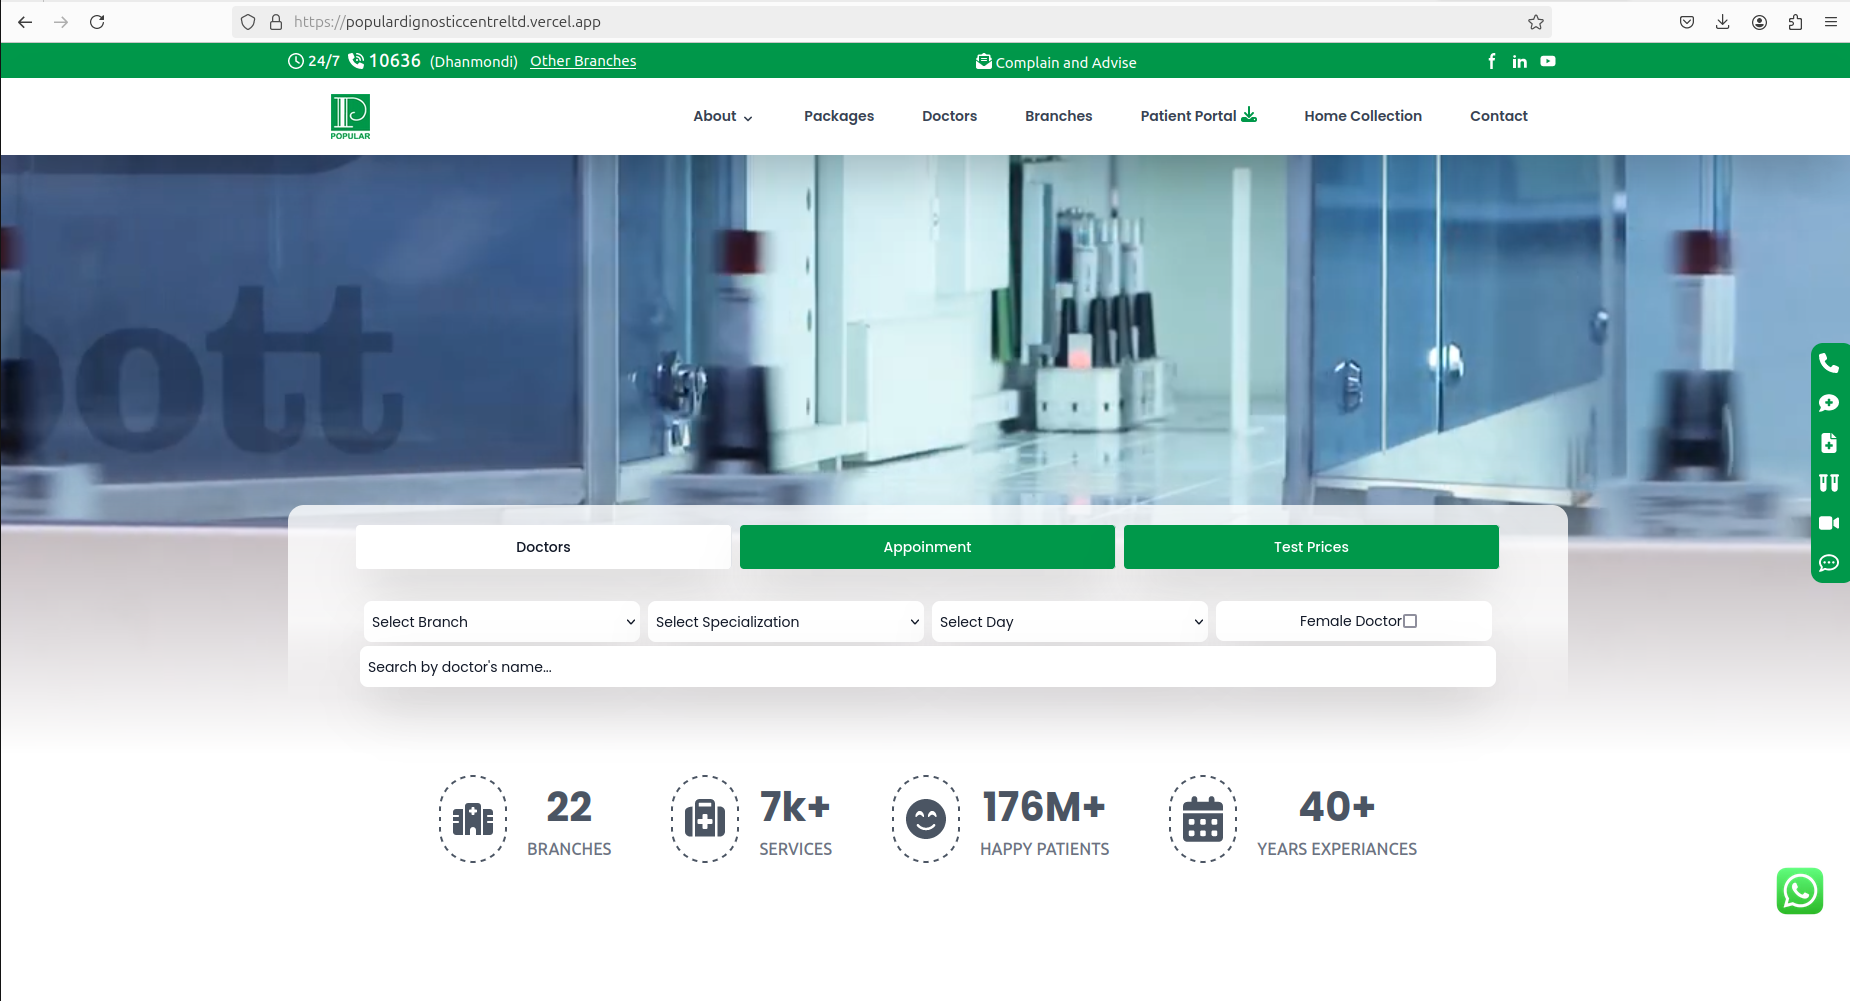 https://populardignosticcentreltd.vercel.app
24/7 10636 (Dhanmondi) Other Branches Complain and Advise
POPULAR
About Packages Doctors Branches Patient Portal Home Collection Contact
Doctors Appoinment Test Prices
Select Branch Select Specialization Select Day Female Doctor
Search by doctor's name...
22 7k+ 176M+ 40+
BRANCHES SERVICES HAPPY PATIENTS YEARS EXPERIANCES